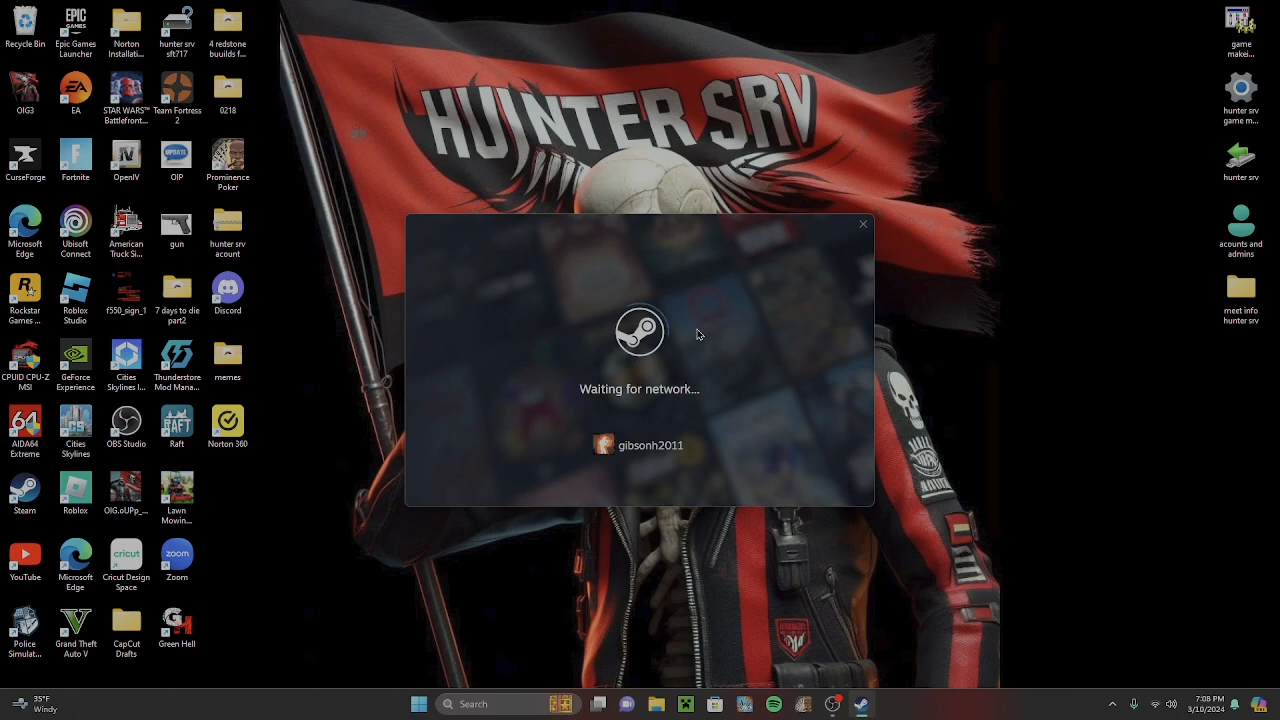 HUNTER SRV
Recycle Bin
Epic Games
Launcher
Norton
Installati...
hunter srv
sft717
4 redstone
buuilds f...
OIG3
EA
STAR WARS™
Battlefront...
Team Fortress
2
0218
CurseForge
Fortnite
OpenIV
OIP
Prominence
Poker
Microsoft
Edge
Ubisoft
Connect
American
Truck Si...
gun
hunter srv
acount
Rockstar
Games ...
Roblox
Studio
f550_sign_1
7 days to die
part2
Discord
CPUID CPU-Z
MSI
GeForce
Experience
Cities
Skylines I...
Thunderstore
Mod Mana...
memes
AIDA64
Extreme
Cities
Skylines
OBS Studio
Raft
Norton 360
Steam
Roblox
OIG.oUPp_...
Lawn
Mowin...
YouTube
Microsoft
Edge
Cricut Design
Space
Zoom
Police
Simulat...
Grand Theft
Auto V
CapCut
Drafts
Green Hell
EPIC
GAMES
UPDATE
64
RAFT
cricut
zoom
Waiting for network...
gibsonh2011
game
makei...
hunter srv
game m...
hunter srv
acounts and
admins
meet info
hunter srv
35°F
Windy
Search
7:08 PM
3/10/2024